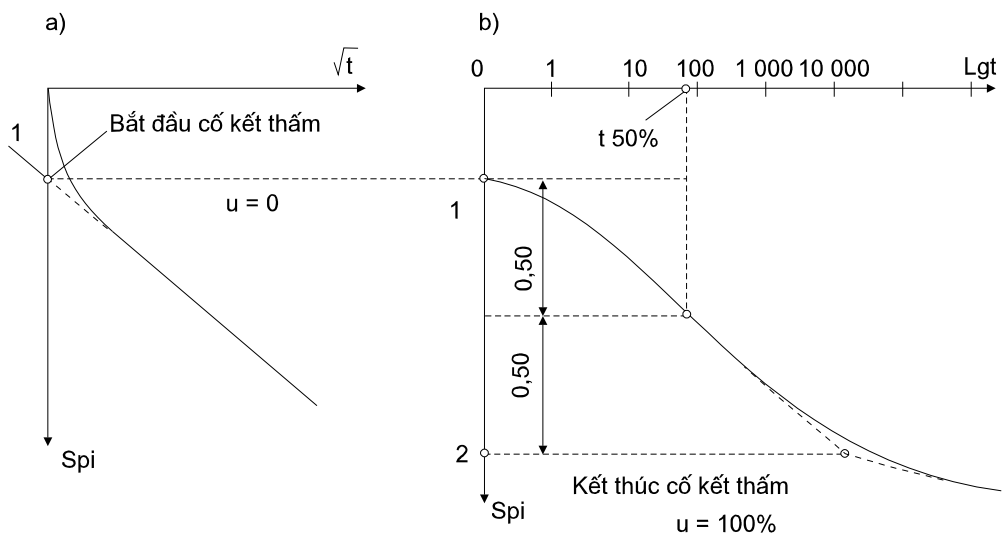 a)
b)
√t
0 1 10 100 1 000 10 000 Lgt
1
Bắt đầu cố kết thấm
t 50%
u = 0
1
0,50
0,50
Spi
2
Kết thúc cố kết thấm
Spi
u = 100%